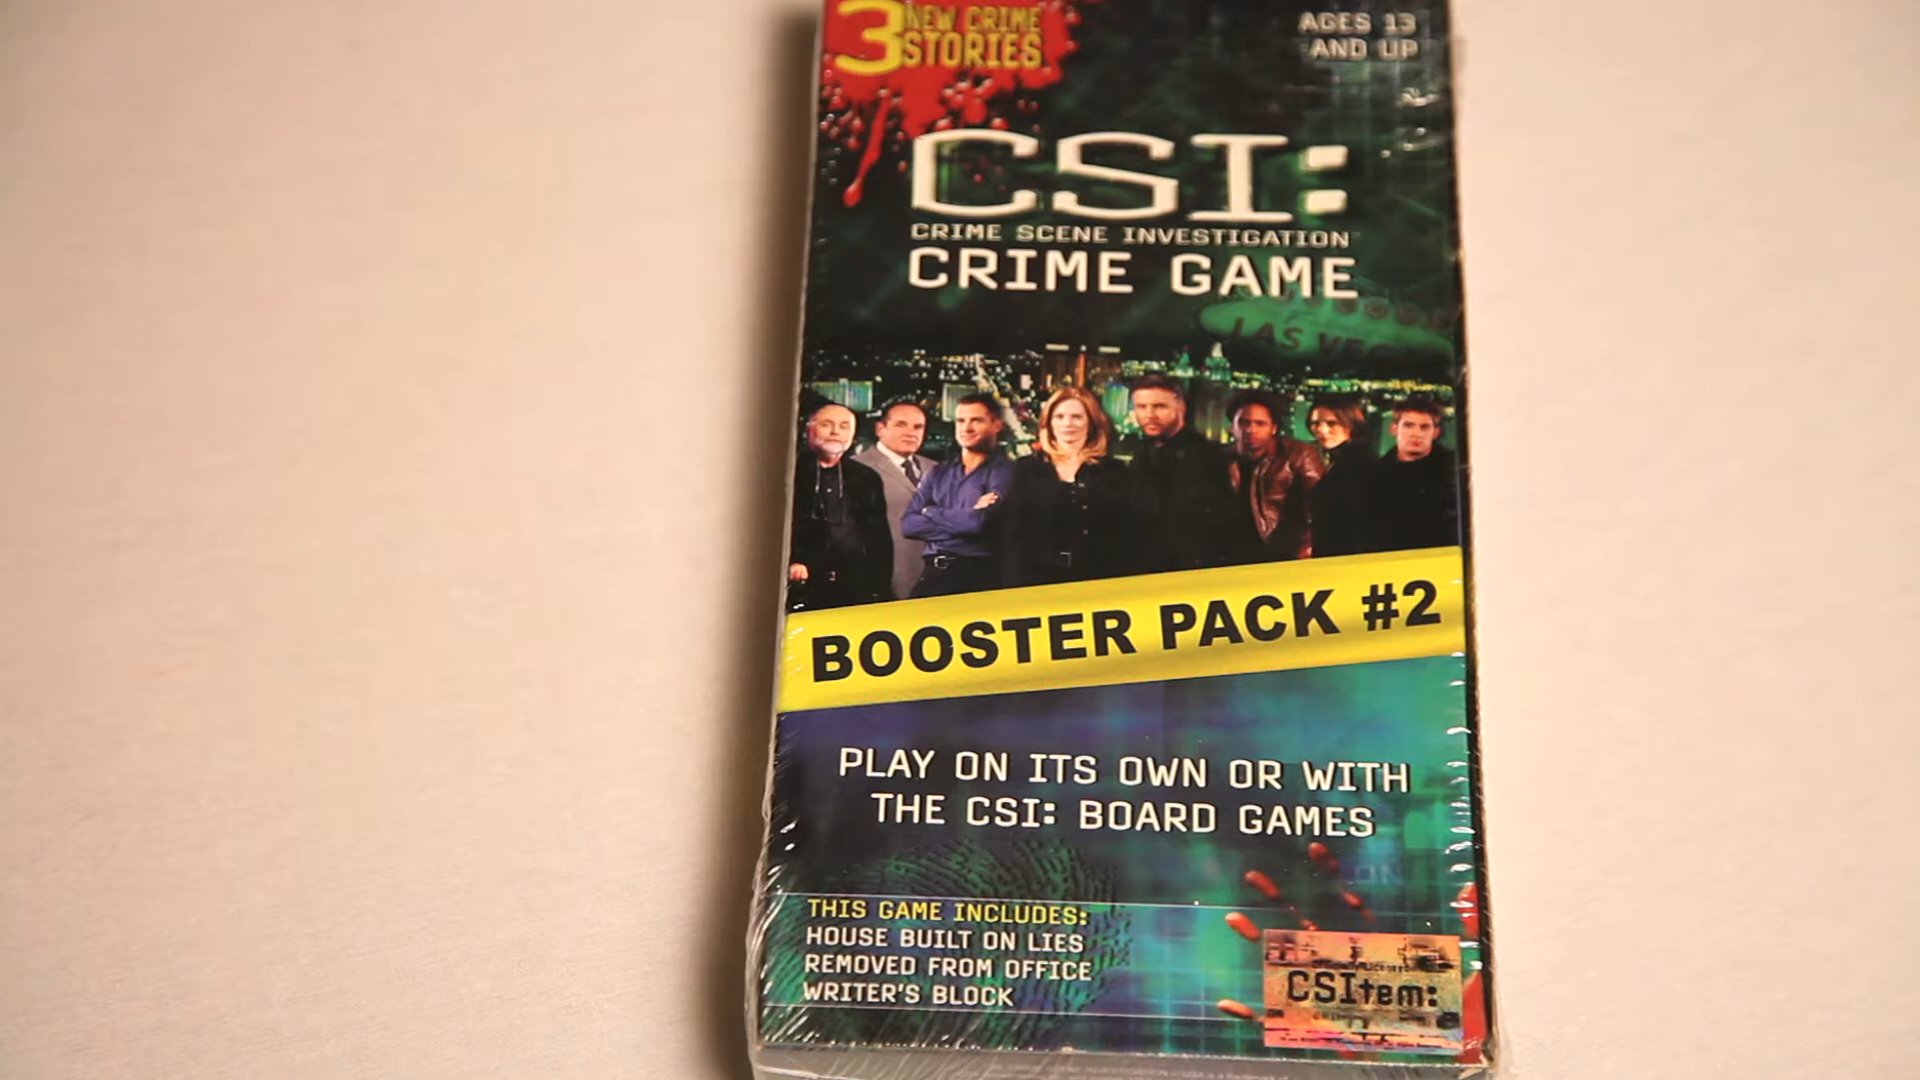 3 NEW CRIME
STORIES
AGES 13
AND UP
CSI:
CRIME SCENE INVESTIGATION
CRIME GAME
LAS VEGAS
BOOSTER PACK #2
PLAY ON ITS OWN OR WITH
THE CSI: BOARD GAMES
THIS GAME INCLUDES:
HOUSE BUILT ON LIES
REMOVED FROM OFFICE
WRITER'S BLOCK
CSItem: